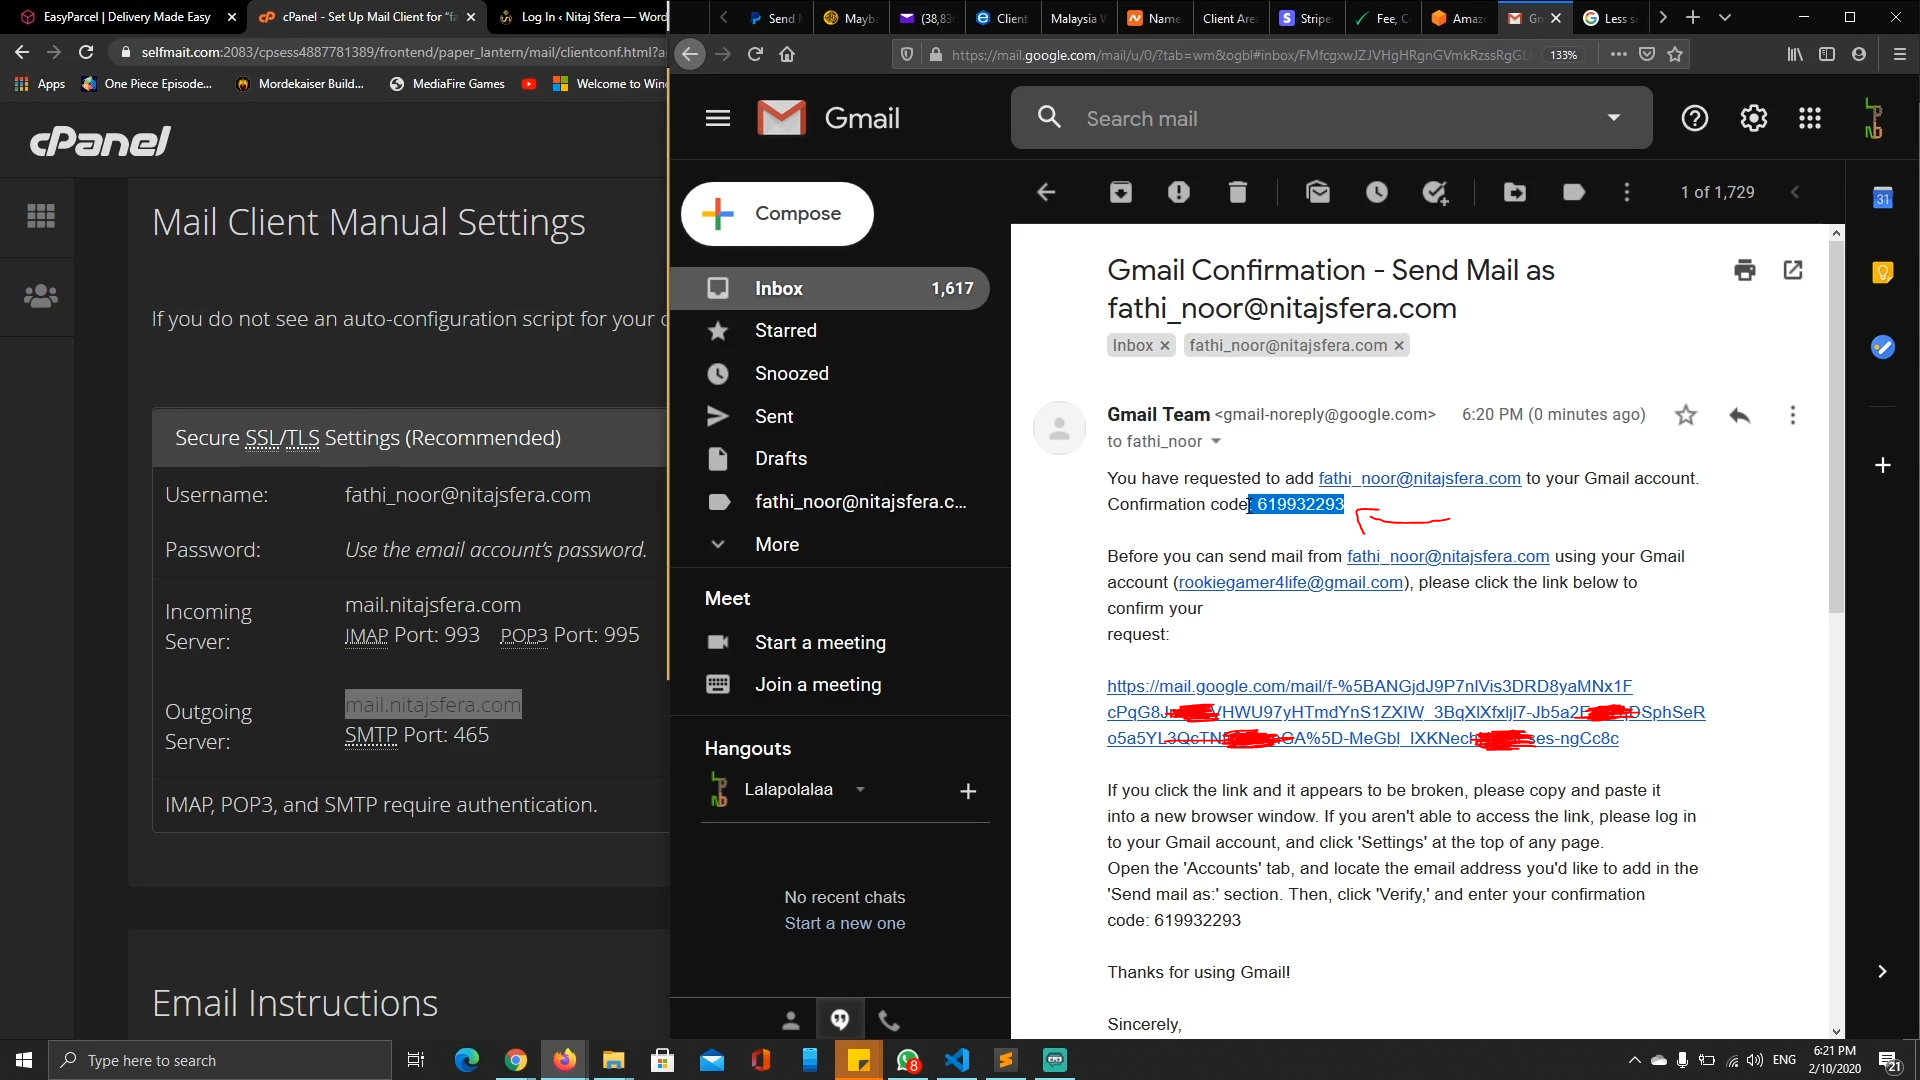 EasyParcel | Delivery Made Easy
cPanel - Set Up Mail Client for "fa
Log In ‹ Nitaj Sfera — Word
selfmait.com:2083/cpsess4887781389/frontend/paper_lantern/mail/clientconf.html?a
Apps
One Piece Episode...
Mordekaiser Build...
MediaFire Games
Welcome to Win
cPanel
Mail Client Manual Settings
If you do not see an auto-configuration script for your c
Secure SSL/TLS Settings (Recommended)
Username: fathi_noor@nitajsfera.com
Password: Use the email account's password.
Incoming Server: mail.nitajsfera.com
IMAP Port: 993 POP3 Port: 995
Outgoing Server: mail.nitajsfera.com
SMTP Port: 465
IMAP, POP3, and SMTP require authentication.
Email Instructions
Send M
Mayb
(38,83
Client
Malaysia W
Name
Client Area
Stripe
Fee, C
Amaz
Gm
Less s
https://mail.google.com/mail/u/0/?tab=wm&ogbl#inbox/FMfcgxwJZJVHgHRgnGVmkRzssRgGL
133%
Gmail
Search mail
Compose
1 of 1,729
Inbox 1,617
Starred
Snoozed
Sent
Drafts
fathi_noor@nitajsfera.c...
More
Meet
Start a meeting
Join a meeting
Hangouts
Lalapolalaa
No recent chats
Start a new one
31
Gmail Confirmation - Send Mail as
fathi_noor@nitajsfera.com
Inbox × fathi_noor@nitajsfera.com ×
Gmail Team <gmail-noreply@google.com> 6:20 PM (0 minutes ago)
to fathi_noor
You have requested to add fathi_noor@nitajsfera.com to your Gmail account.
Confirmation code: 619932293
Before you can send mail from fathi_noor@nitajsfera.com using your Gmail
account (rookiegamer4life@gmail.com), please click the link below to
confirm your
request:
https://mail.google.com/mail/f-%5BANGjdJ9P7nlVis3DRD8yaMNx1F
cPqG8J VHWU97yHTmdYnS1ZXIW_3BqXlXfxljl7-Jb5a2 DSphSeR
o5a5YL3QcTN GA%5D-MeGbl_IXKNech ses-ngCc8c
If you click the link and it appears to be broken, please copy and paste it
into a new browser window. If you aren't able to access the link, please log in
to your Gmail account, and click 'Settings' at the top of any page.
Open the 'Accounts' tab, and locate the email address you'd like to add in the
'Send mail as:' section. Then, click 'Verify,' and enter your confirmation
code: 619932293
Thanks for using Gmail!
Sincerely,
Type here to search
8
ENG
6:21 PM
2/10/2020
21